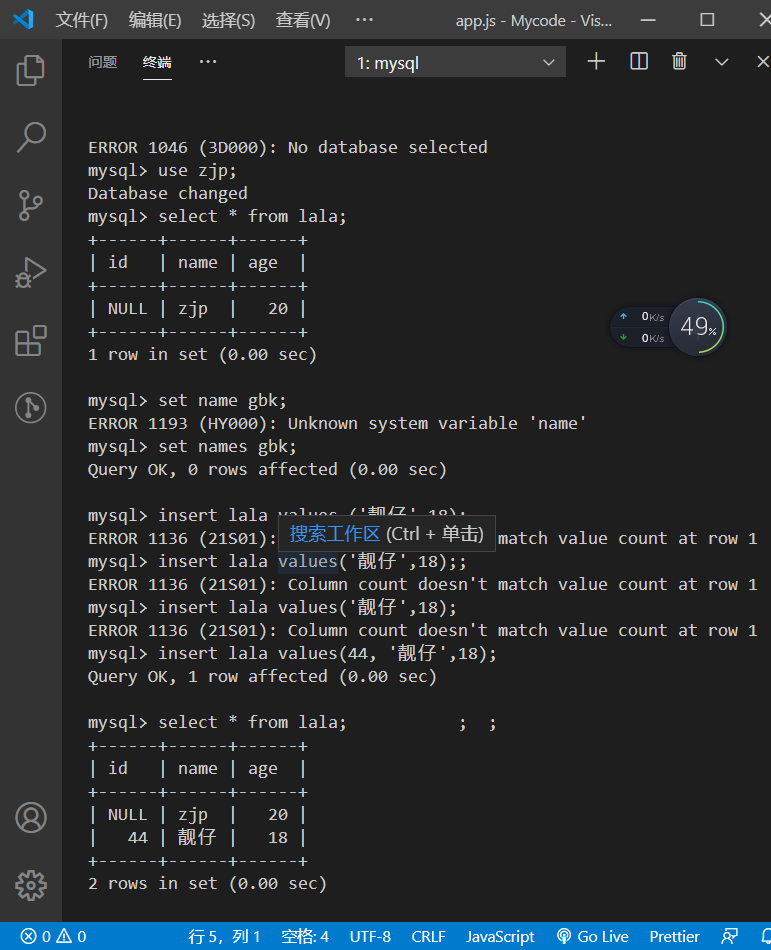 文件(F) 编辑(E) 选择(S) 查看(V) ··· app.js - Mycode - Vis...
问题 终端 ··· 1: mysql
ERROR 1046 (3D000): No database selected
mysql> use zjp;
Database changed
mysql> select * from lala;
+------+------+------+
| id   | name | age  |
+------+------+------+
| NULL | zjp  |   20 |
+------+------+------+
1 row in set (0.00 sec)
mysql> set name gbk;
ERROR 1193 (HY000): Unknown system variable 'name'
mysql> set names gbk;
Query OK, 0 rows affected (0.00 sec)
mysql> insert lala values ('靓仔',18);
搜索工作区 (Ctrl + 单击)
ERROR 1136 (21S01): match value count at row 1
mysql> insert lala values('靓仔',18);;
ERROR 1136 (21S01): Column count doesn't match value count at row 1
mysql> insert lala values('靓仔',18);
ERROR 1136 (21S01): Column count doesn't match value count at row 1
mysql> insert lala values(44, '靓仔',18);
Query OK, 1 row affected (0.00 sec)
mysql> select * from lala;           ;  ;
+------+------+------+
| id   | name | age  |
+------+------+------+
| NULL | zjp  |   20 |
|   44 | 靓仔 |   18 |
+------+------+------+
2 rows in set (0.00 sec)
0K/s
0K/s
49%
0 0 行 5，列 1 空格: 4 UTF-8 CRLF JavaScript Go Live Prettier